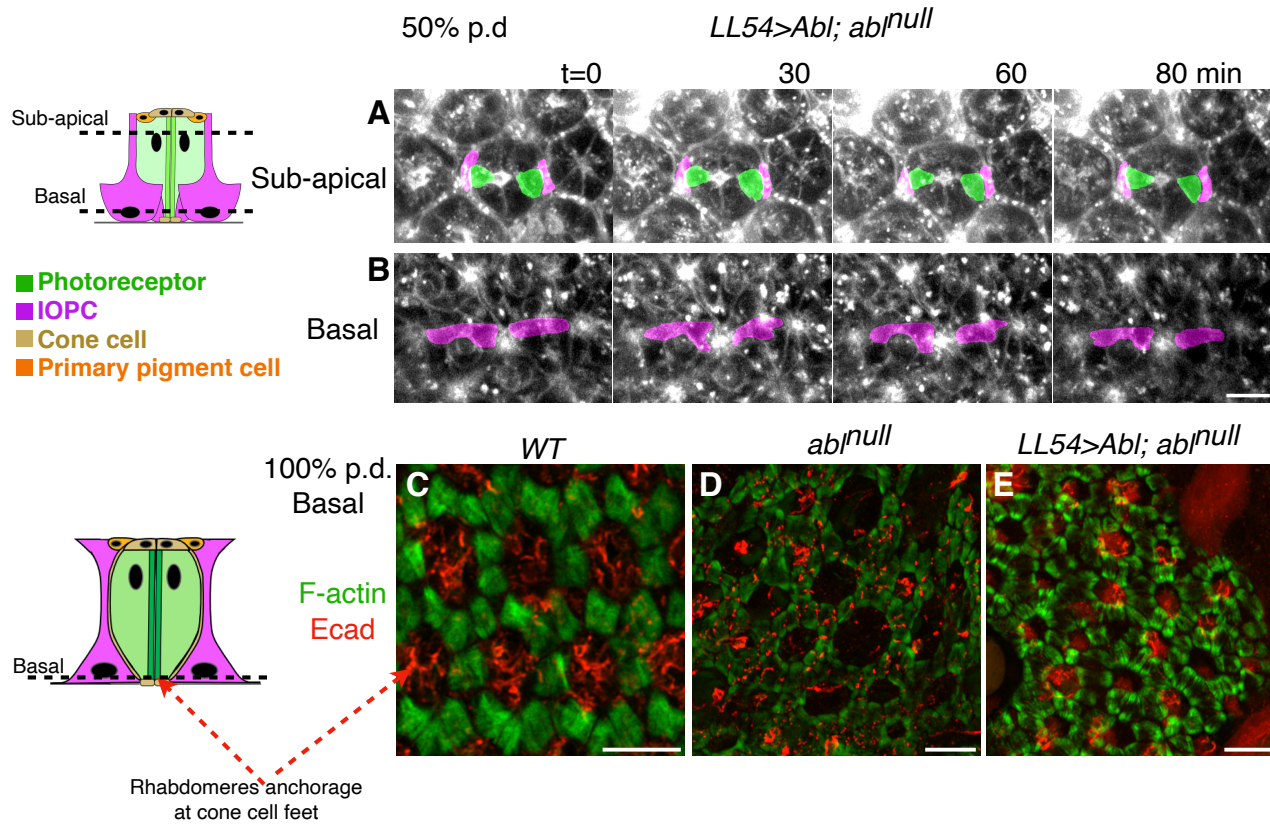 50% p.d
LL54>Abl; abl^null
t=0 30 60 80 min
A
Sub-apical
Sub-apical
Basal
B
Basal
Photoreceptor
IOPC
Cone cell
Primary pigment cell
WT
abl^null
LL54>Abl; abl^null
100% p.d.
Basal
C
D
E
F-actin
Ecad
Basal
Rhabdomeres anchorage
at cone cell feet